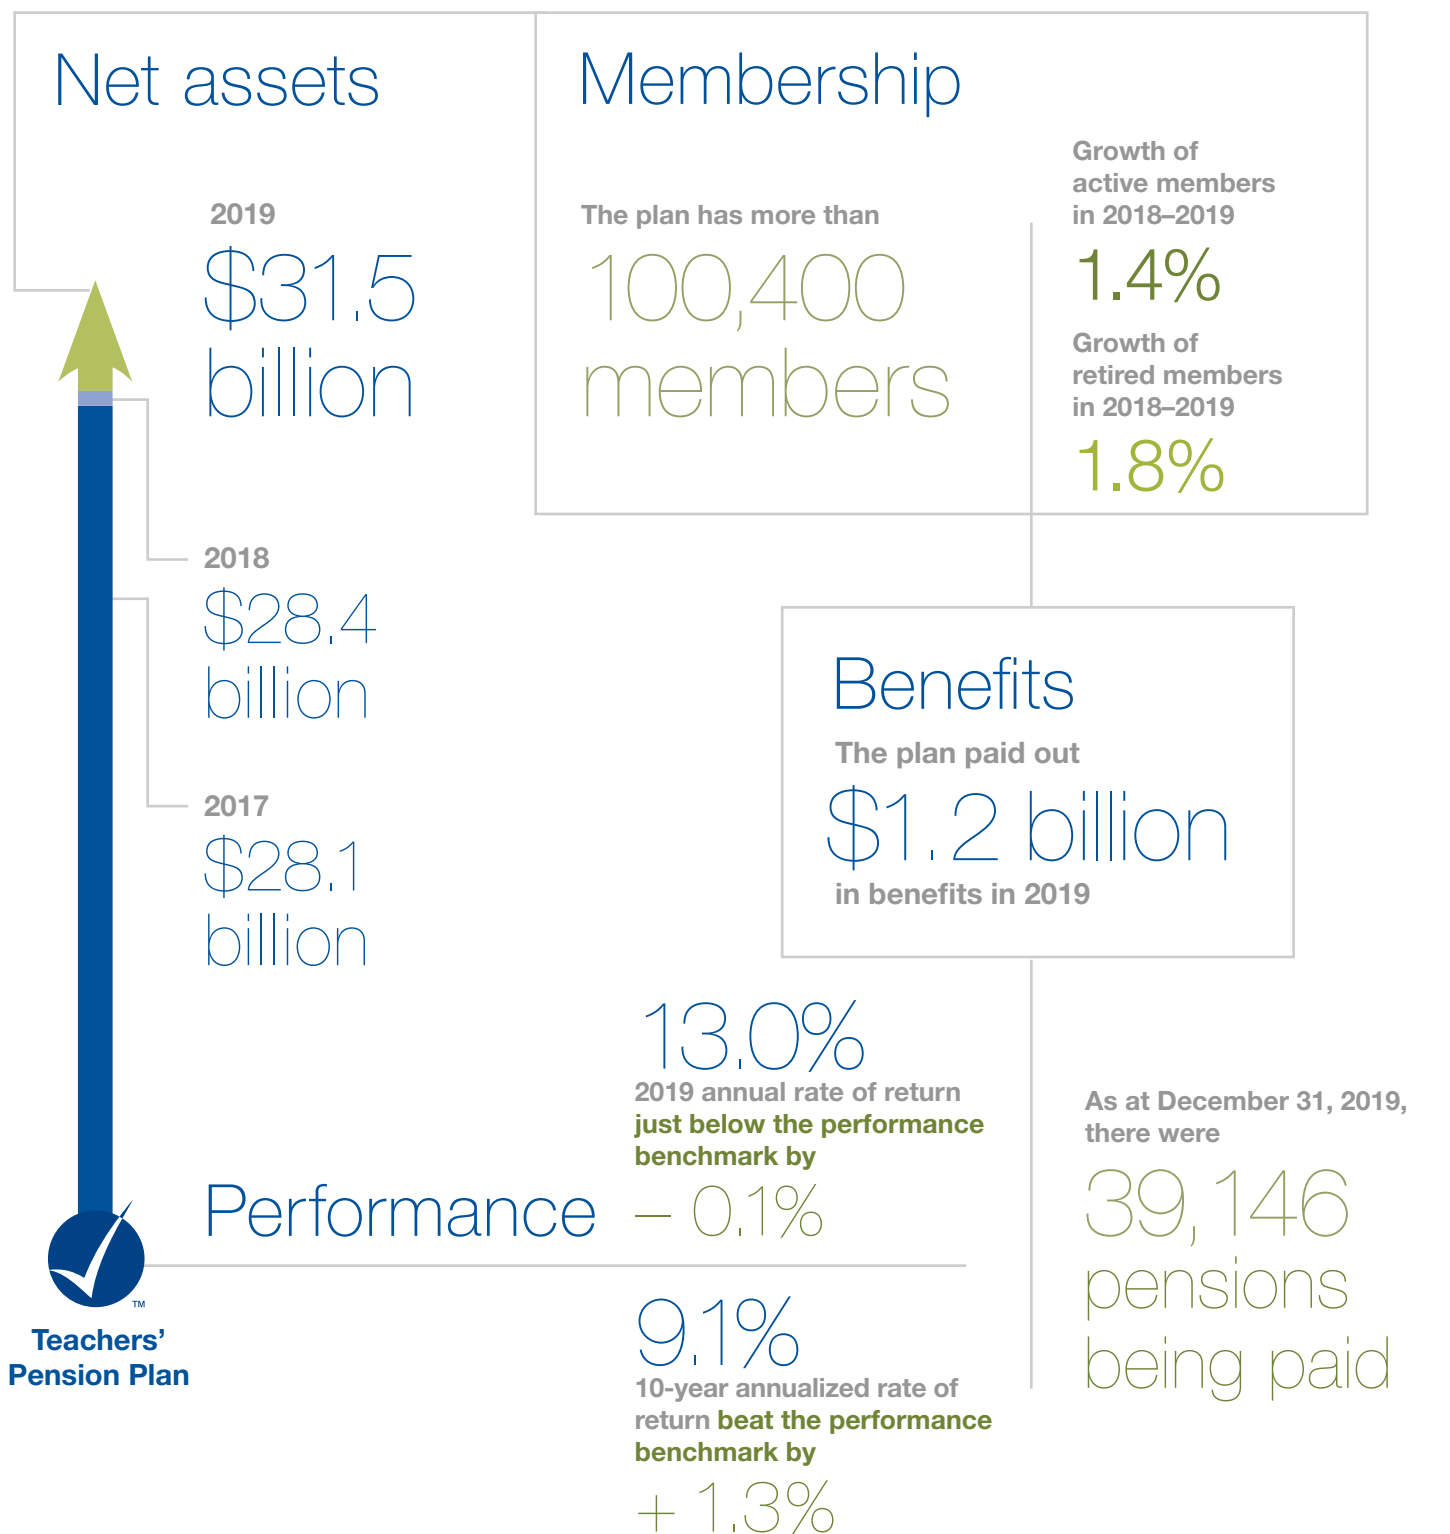 Net assets
2019
$31.5
billion
2018
$28.4
billion
2017
$28.1
billion
Membership
The plan has more than
100,400
members
Growth of
active members
in 2018–2019
1.4%
Growth of
retired members
in 2018–2019
1.8%
Benefits
The plan paid out
$1.2 billion
in benefits in 2019
As at December 31, 2019,
there were
39,146
pensions
being paid
Performance
13.0%
2019 annual rate of return
just below the performance
benchmark by
– 0.1%
9.1%
10-year annualized rate of
return beat the performance
benchmark by
+ 1.3%
TM
Teachers’
Pension Plan